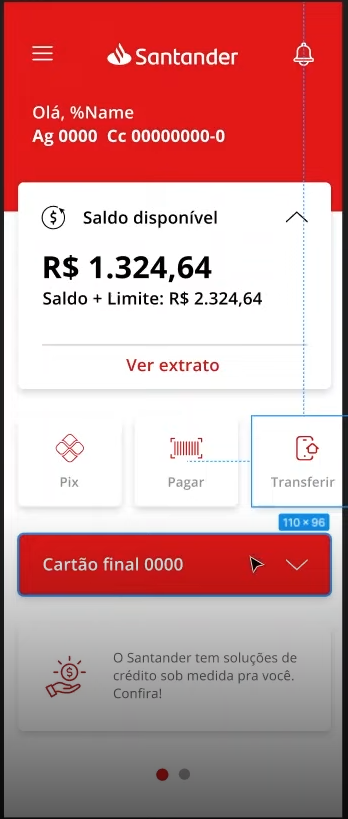 Santander
Olá, %Name
Ag 0000 Cc 00000000-0
Saldo disponível
R$ 1.324,64
Saldo + Limite: R$ 2.324,64
Ver extrato
Pix
Pagar
Transferir
110 × 96
Cartão final 0000
O Santander tem soluções de
crédito sob medida pra você.
Confira!